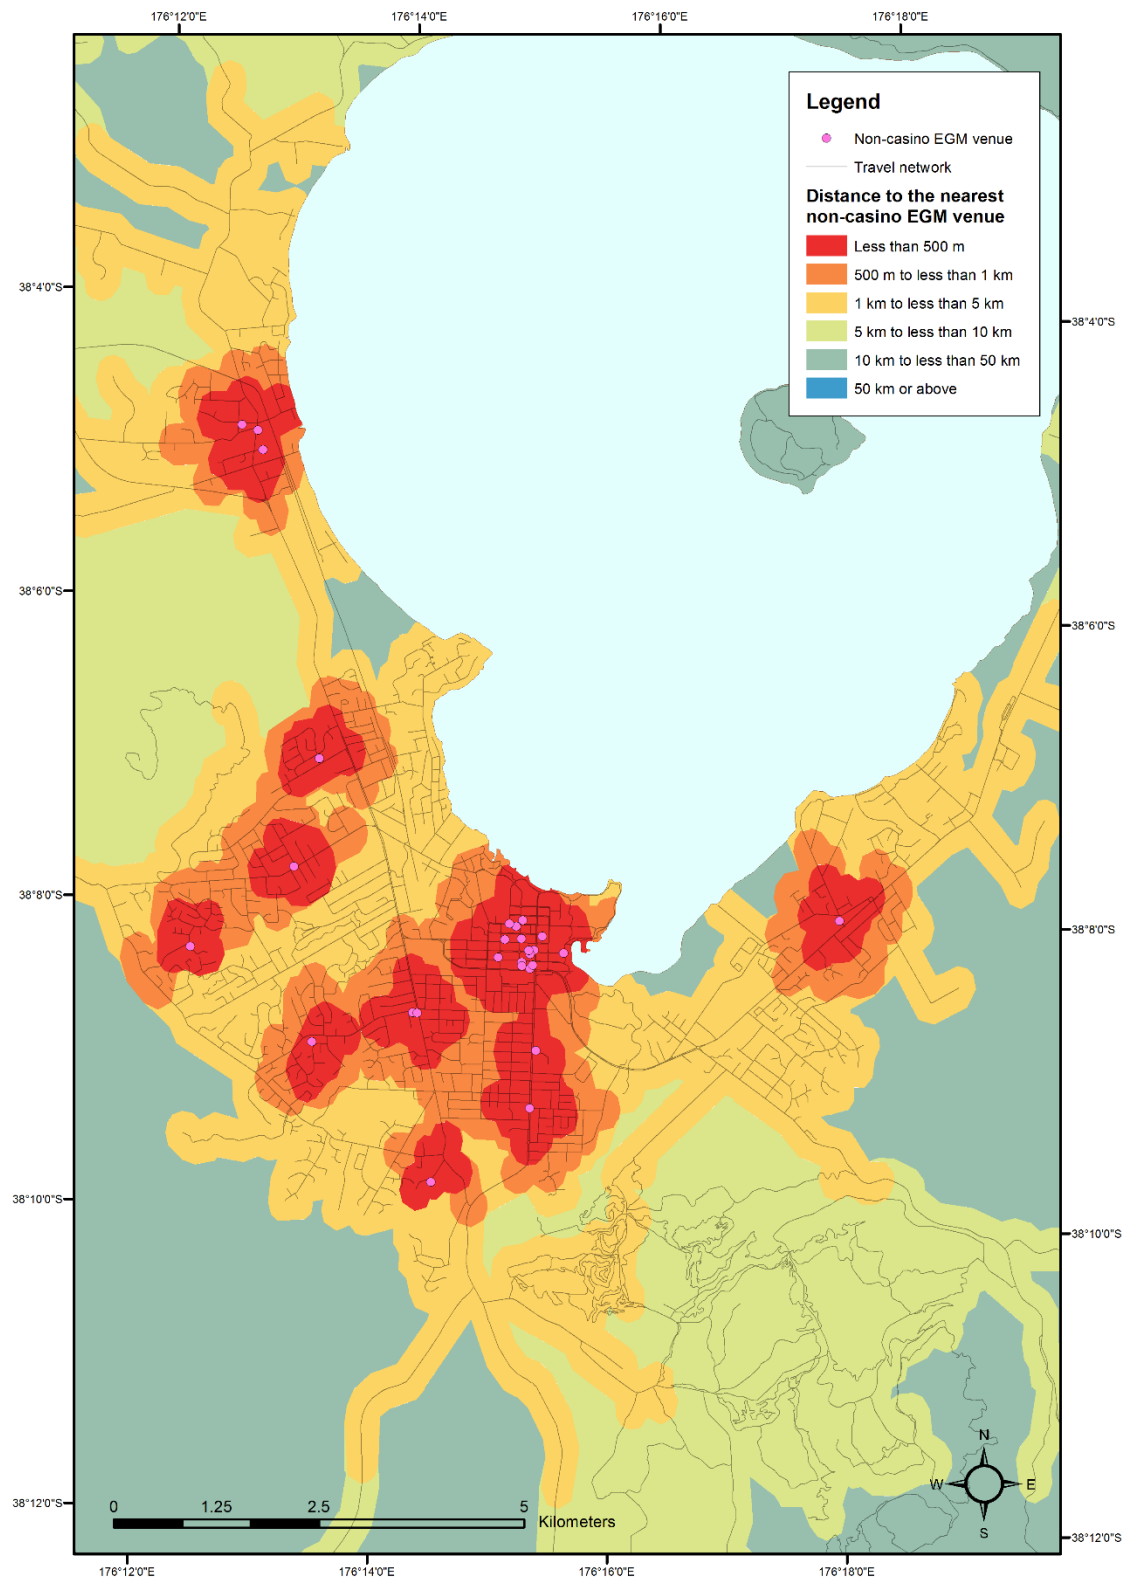 176°12'0"E 176°14'0"E 176°16'0"E 176°18'0"E
Legend
Non-casino EGM venue
Travel network
Distance to the nearest
non-casino EGM venue
Less than 500 m
500 m to less than 1 km
1 km to less than 5 km
5 km to less than 10 km
10 km to less than 50 km
50 km or above
38°4'0"S
38°4'0"S
38°6'0"S
38°6'0"S
38°8'0"S
38°8'0"S
38°10'0"S
38°10'0"S
N
W E
S
38°12'0"S
0 1.25 2.5 5
Kilometers
38°12'0"S
176°12'0"E 176°14'0"E 176°16'0"E 176°18'0"E